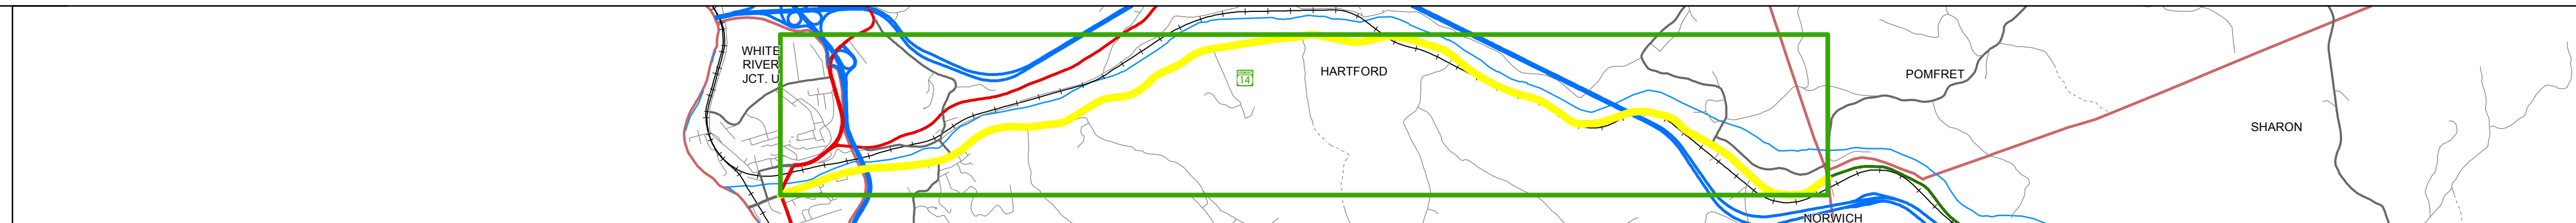 WHITE
RIVER
JCT. U
14
HARTFORD
POMFRET
SHARON
NORWICH